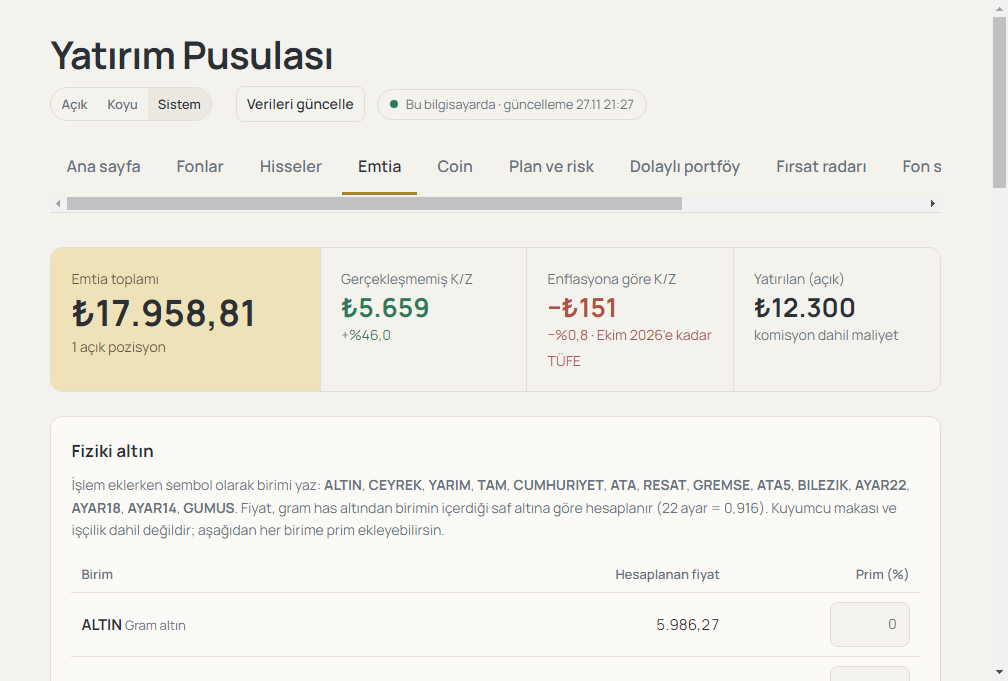 Yatırım Pusulası
Açık Koyu Sistem Verileri güncelle Bu bilgisayarda · güncelleme 27.11 21:27
Ana sayfa Fonlar Hisseler Emtia Coin Plan ve risk Dolaylı portföy Fırsat radarı Fon s
Emtia toplamı
₺17.958,81
1 açık pozisyon
Gerçekleşmemiş K/Z
₺5.659
+%46,0
Enflasyona göre K/Z
−₺151
−%0,8 · Ekim 2026'e kadar
TÜFE
Yatırılan (açık)
₺12.300
komisyon dahil maliyet
Fiziki altın
İşlem eklerken sembol olarak birimi yaz: ALTIN, CEYREK, YARIM, TAM, CUMHURIYET, ATA, RESAT, GREMSE, ATA5, BILEZIK, AYAR22,
AYAR18, AYAR14, GUMUS. Fiyat, gram has altından birimin içerdiği saf altına göre hesaplanır (22 ayar = 0,916). Kuyumcu makası ve
işçilik dahil değildir; aşağıdan her birime prim ekleyebilirsin.
Birim Hesaplanan fiyat Prim (%)
ALTIN Gram altın 5.986,27 0